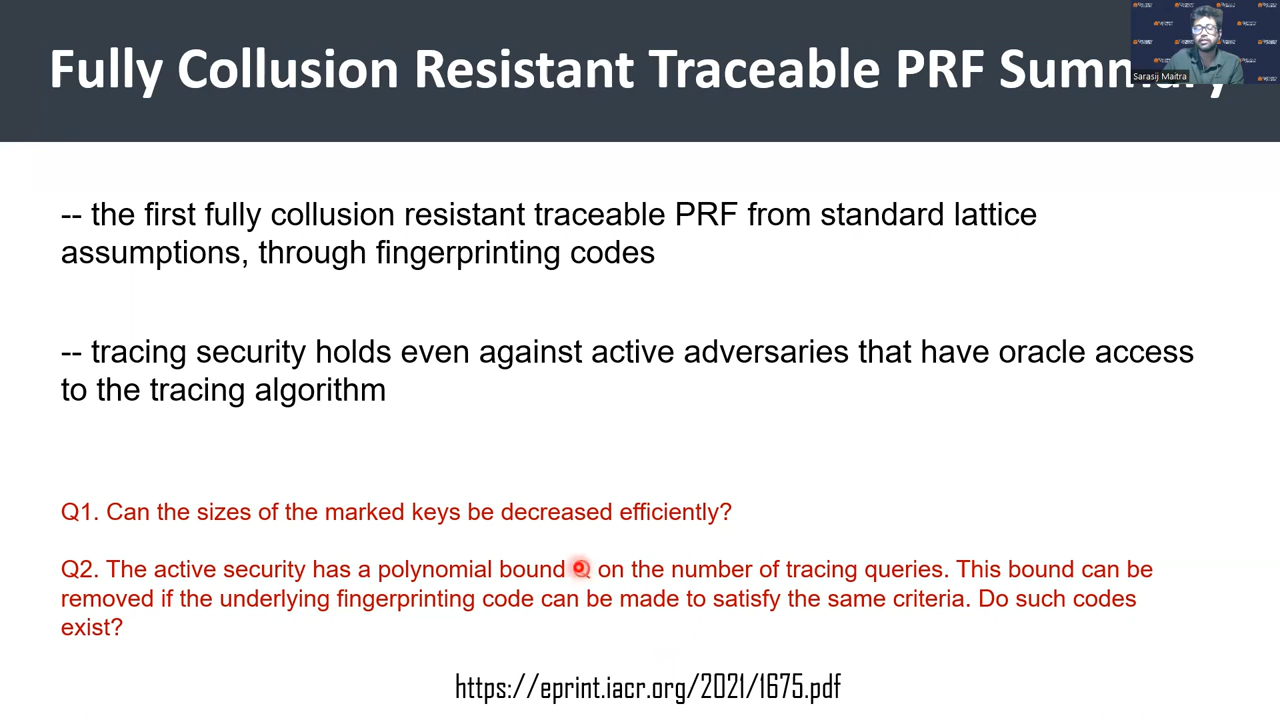 Fully Collusion Resistant Traceable PRF Summary
Sarasij Maitra
-- the first fully collusion resistant traceable PRF from standard lattice
assumptions, through fingerprinting codes
-- tracing security holds even against active adversaries that have oracle access
to the tracing algorithm
Q1. Can the sizes of the marked keys be decreased efficiently?
Q2. The active security has a polynomial bound Q on the number of tracing queries. This bound can be
removed if the underlying fingerprinting code can be made to satisfy the same criteria. Do such codes
exist?
https://eprint.iacr.org/2021/1675.pdf